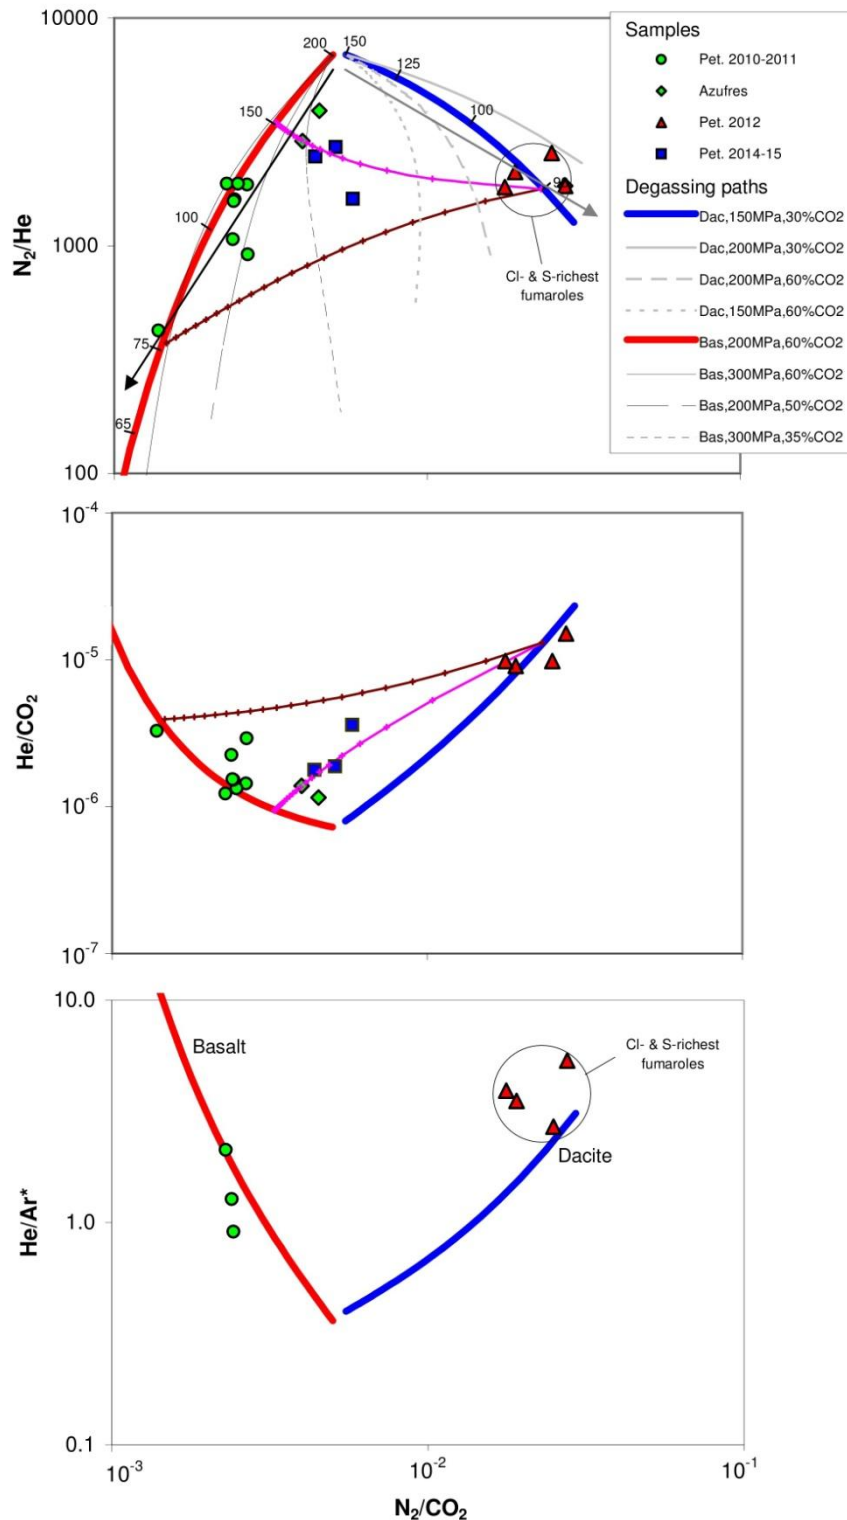 10000
1000
100
N2/He
200
150
125
150
100
100
75
65
9
Cl- & S-richest
fumaroles
Samples
Pet. 2010-2011
Azufres
Pet. 2012
Pet. 2014-15
Degassing paths
Dac,150MPa,30%CO2
Dac,200MPa,30%CO2
Dac,200MPa,60%CO2
Dac,150MPa,60%CO2
Bas,200MPa,60%CO2
Bas,300MPa,60%CO2
Bas,200MPa,50%CO2
Bas,300MPa,35%CO2
10-4
10-5
10-6
10-7
He/CO2
10.0
1.0
0.1
He/Ar*
Basalt
Cl- & S-richest
fumaroles
Dacite
10-3
10-2
10-1
N2/CO2